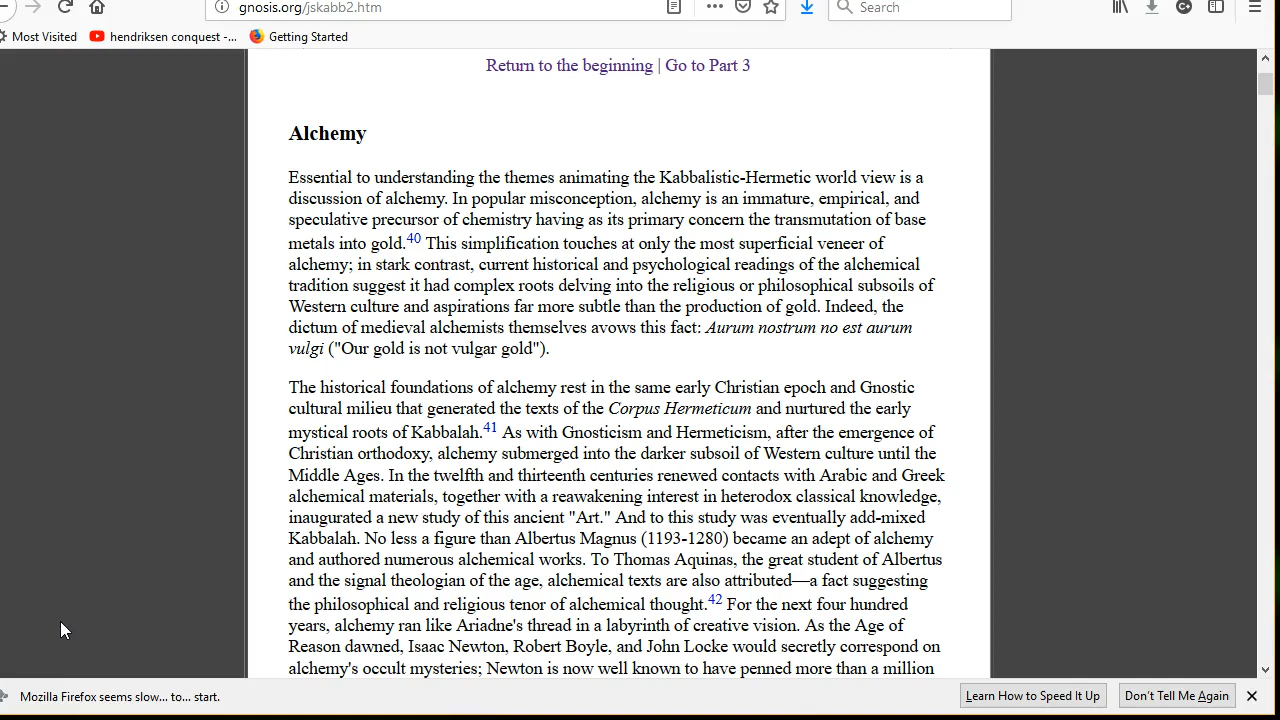 gnosis.org/jskabb2.htm
Search
Most Visited
hendriksen conquest -...
Getting Started
Return to the beginning | Go to Part 3
Alchemy
Essential to understanding the themes animating the Kabbalistic-Hermetic world view is a
discussion of alchemy. In popular misconception, alchemy is an immature, empirical, and
speculative precursor of chemistry having as its primary concern the transmutation of base
metals into gold.40 This simplification touches at only the most superficial veneer of
alchemy; in stark contrast, current historical and psychological readings of the alchemical
tradition suggest it had complex roots delving into the religious or philosophical subsoils of
Western culture and aspirations far more subtle than the production of gold. Indeed, the
dictum of medieval alchemists themselves avows this fact: Aurum nostrum no est aurum
vulgi ("Our gold is not vulgar gold").
The historical foundations of alchemy rest in the same early Christian epoch and Gnostic
cultural milieu that generated the texts of the Corpus Hermeticum and nurtured the early
mystical roots of Kabbalah.41 As with Gnosticism and Hermeticism, after the emergence of
Christian orthodoxy, alchemy submerged into the darker subsoil of Western culture until the
Middle Ages. In the twelfth and thirteenth centuries renewed contacts with Arabic and Greek
alchemical materials, together with a reawakening interest in heterodox classical knowledge,
inaugurated a new study of this ancient "Art." And to this study was eventually add-mixed
Kabbalah. No less a figure than Albertus Magnus (1193-1280) became an adept of alchemy
and authored numerous alchemical works. To Thomas Aquinas, the great student of Albertus
and the signal theologian of the age, alchemical texts are also attributed—a fact suggesting
the philosophical and religious tenor of alchemical thought.42 For the next four hundred
years, alchemy ran like Ariadne's thread in a labyrinth of creative vision. As the Age of
Reason dawned, Isaac Newton, Robert Boyle, and John Locke would secretly correspond on
alchemy's occult mysteries; Newton is now well known to have penned more than a million
Mozilla Firefox seems slow... to... start.
Learn How to Speed It Up
Don't Tell Me Again